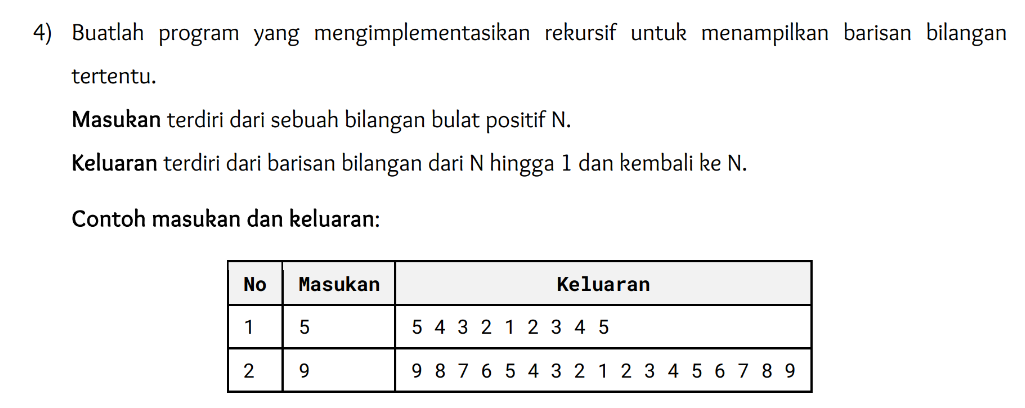 4) Buatlah program yang mengimplementasikan rekursif untuk menampilkan barisan bilangan
tertentu.
Masukan terdiri dari sebuah bilangan bulat positif N.
Keluaran terdiri dari barisan bilangan dari N hingga 1 dan kembali ke N.
Contoh masukan dan keluaran:
No Masukan Keluaran
1 5 5 4 3 2 1 2 3 4 5
2 9 9 8 7 6 5 4 3 2 1 2 3 4 5 6 7 8 9